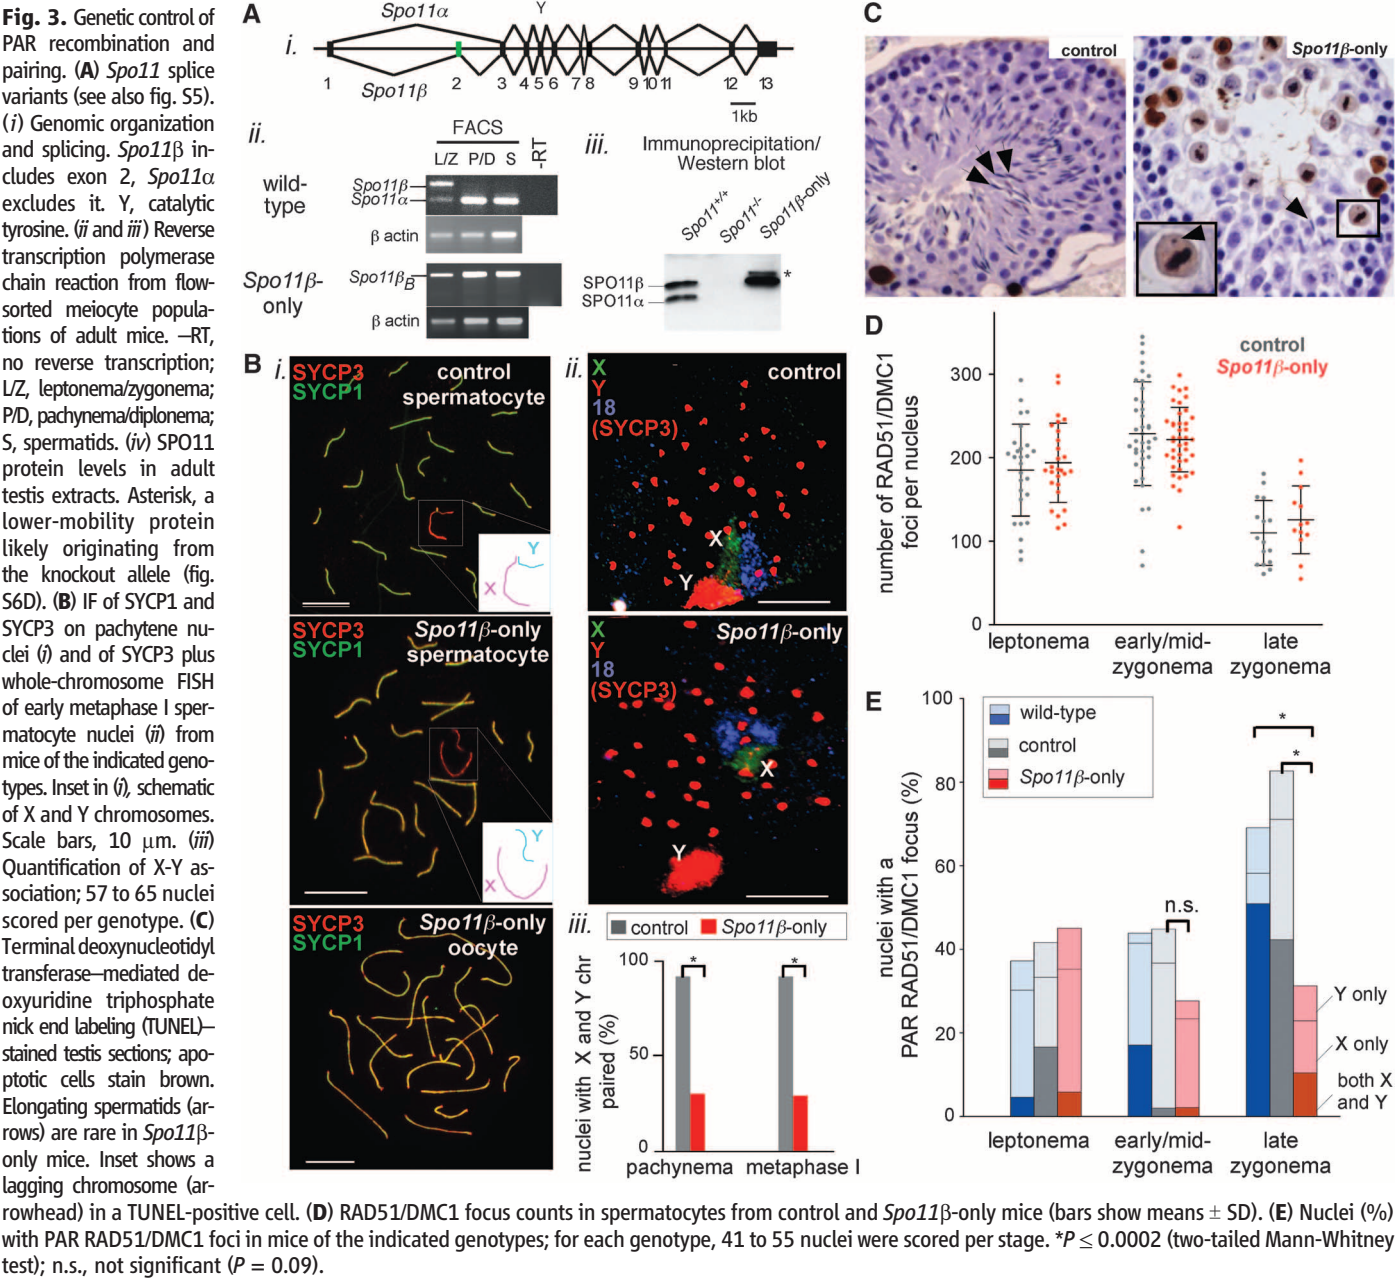 Fig. 3. Genetic control of
PAR recombination and
pairing. (A) Spo11 splice
variants (see also fig. S5).
(i) Genomic organization
and splicing. Spo11β in-
cludes exon 2, Spo11α
excludes it. Y, catalytic
tyrosine. (ii and iii) Reverse
transcription polymerase
chain reaction from flow-
sorted meiocyte popula-
tions of adult mice. –RT,
no reverse transcription;
L/Z, leptonema/zygonema;
P/D, pachynema/diplonema;
S, spermatids. (iv) SPO11
protein levels in adult
testis extracts. Asterisk, a
lower-mobility protein
likely originating from
the knockout allele (fig.
S6D). (B) IF of SYCP1 and
SYCP3 on pachytene nu-
clei (i) and of SYCP3 plus
whole-chromosome FISH
of early metaphase I sper-
matocyte nuclei (ii) from
mice of the indicated geno-
types. Inset in (i), schematic
of X and Y chromosomes.
Scale bars, 10 μm. (iii)
Quantification of X-Y as-
sociation; 57 to 65 nuclei
scored per genotype. (C)
Terminal deoxynucleotidyl
transferase–mediated de-
oxyuridine triphosphate
nick end labeling (TUNEL)–
stained testis sections; apo-
ptotic cells stain brown.
Elongating spermatids (ar-
rows) are rare in Spo11β-
only mice. Inset shows a
lagging chromosome (ar-
rowhead) in a TUNEL-positive cell. (D) RAD51/DMC1 focus counts in spermatocytes from control and Spo11β-only mice (bars show means ± SD). (E) Nuclei (%)
with PAR RAD51/DMC1 foci in mice of the indicated genotypes; for each genotype, 41 to 55 nuclei were scored per stage. *P ≤ 0.0002 (two-tailed Mann-Whitney
test); n.s., not significant (P = 0.09).
A
i.
Spo11α
Y
1 Spo11β 2 3 4 5 6 7 8 9 10 11 12 13
1kb
ii.
FACS
L/Z P/D S -RT
wild-
type
Spo11β
Spo11α
β actin
Spo11β-
only
Spo11βB
β actin
iii.
Immunoprecipitation/
Western blot
Spo11+/+ Spo11-/- Spo11β-only
SPO11β
SPO11α
*
B i.
SYCP3
SYCP1
control
spermatocyte
Y
X
SYCP3
SYCP1
Spo11β-only
spermatocyte
Y
X
SYCP3
SYCP1
Spo11β-only
oocyte
ii.
X
Y
18
(SYCP3)
control
X
Y
X
Y
18
(SYCP3)
Spo11β-only
X
Y
iii.
control Spo11β-only
nuclei with X and Y chr
paired (%)
100
50
0
* *
pachynema metaphase I
C
control
Spo11β-only
D
control
Spo11β-only
number of RAD51/DMC1
foci per nucleus
300
200
100
0
leptonema early/mid- late
zygonema zygonema
E
wild-type
control
Spo11β-only
nuclei with a
PAR RAD51/DMC1 focus (%)
100
80
60
40
20
0
n.s.
*
*
Y only
X only
both X
and Y
leptonema early/mid- late
zygonema zygonema